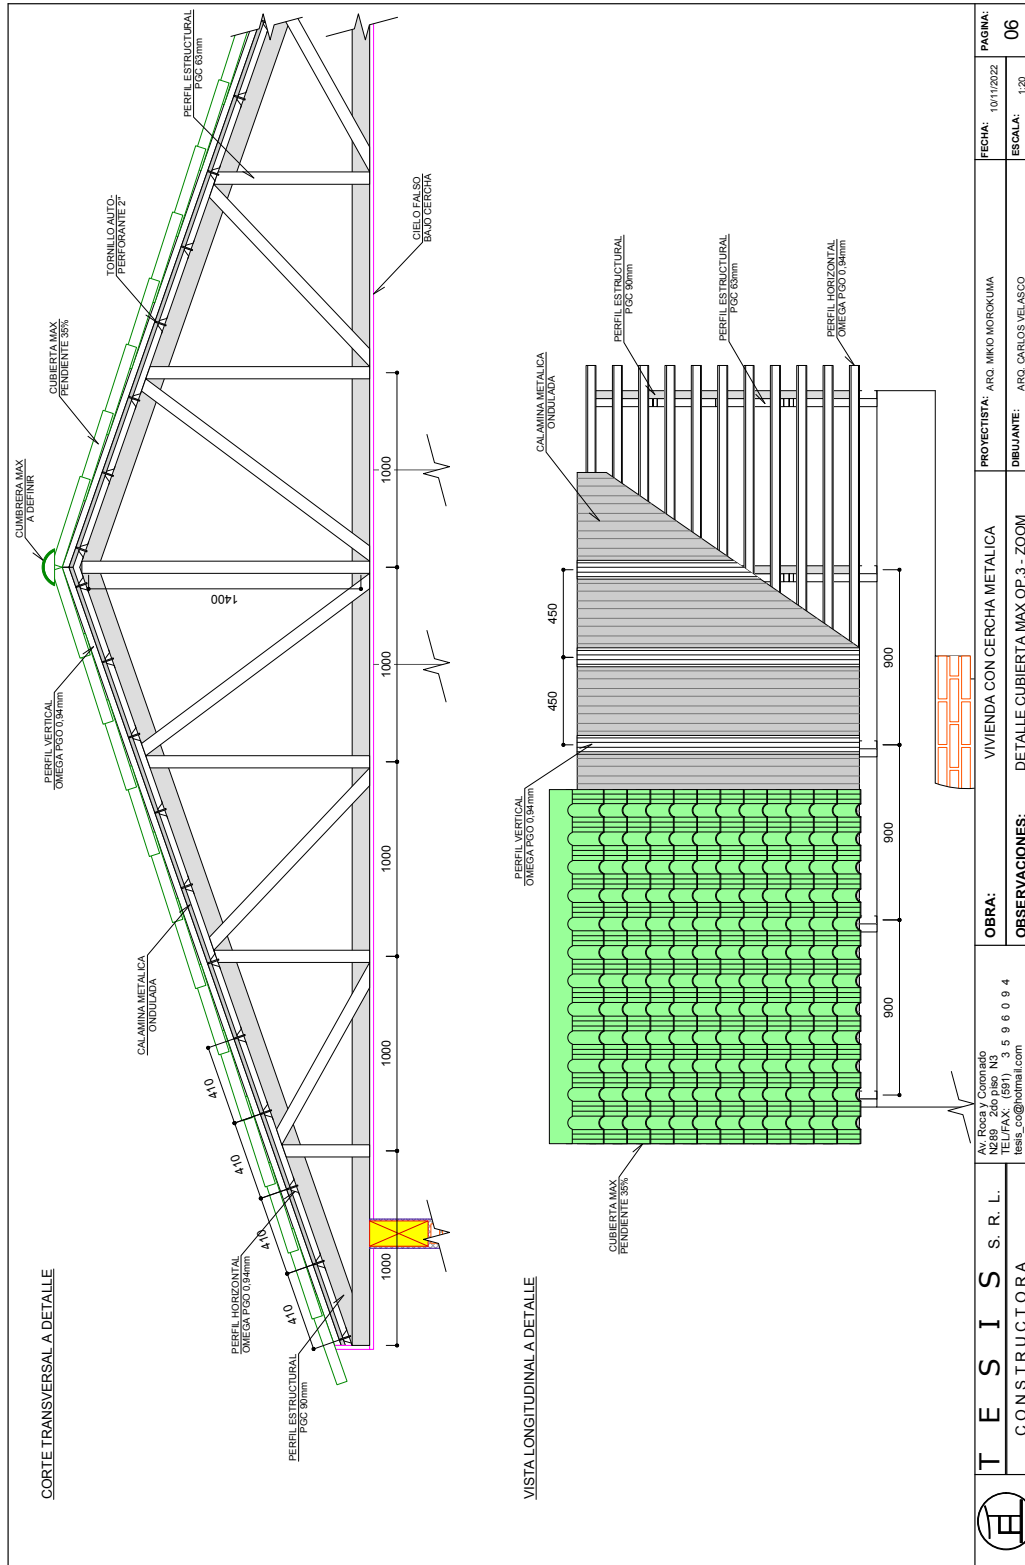 CORTE TRANSVERSAL A DETALLE
PERFIL ESTRUCTURAL
PGC 90mm
PERFIL HORIZONTAL
OMEGA PGO 0,94mm
CALAMINA METALICA
ONDULADA
PERFIL VERTICAL
OMEGA PGO 0,94mm
CUMBRERA MAX
A DEFINIR
CUBIERTA MAX
PENDIENTE 35%
TORNILLO AUTO-
PERFORANTE 2"
PERFIL ESTRUCTURAL
PGC 63mm
CIELO FALSO
BAJO CERCHA
410
410
410
410
1400
1000
1000
1000
1000
1000
VISTA LONGITUDINAL A DETALLE
CUBIERTA MAX
PENDIENTE 35%
PERFIL VERTICAL
OMEGA PGO 0,94mm
CALAMINA METALICA
ONDULADA
PERFIL ESTRUCTURAL
PGC 90mm
PERFIL ESTRUCTURAL
PGC 63mm
PERFIL HORIZONTAL
OMEGA PGO 0,94mm
450
450
900
900
900
T E S I S S. R. L.
CONSTRUCTORA
Av. Roca y Coronado
N289 2do piso N3
TEL/FAX: (591) 3 5 9 6 0 9 4
tesis_co@hotmail.com
OBRA: VIVIENDA CON CERCHA METALICA
OBSERVACIONES: DETALLE CUBIERTA MAX OP.3 - ZOOM
PROYECTISTA: ARQ. MIKIO MOROKUMA
DIBUJANTE: ARQ. CARLOS VELASCO
FECHA: 10/11/2022
ESCALA: 1:20
PAGINA:
06